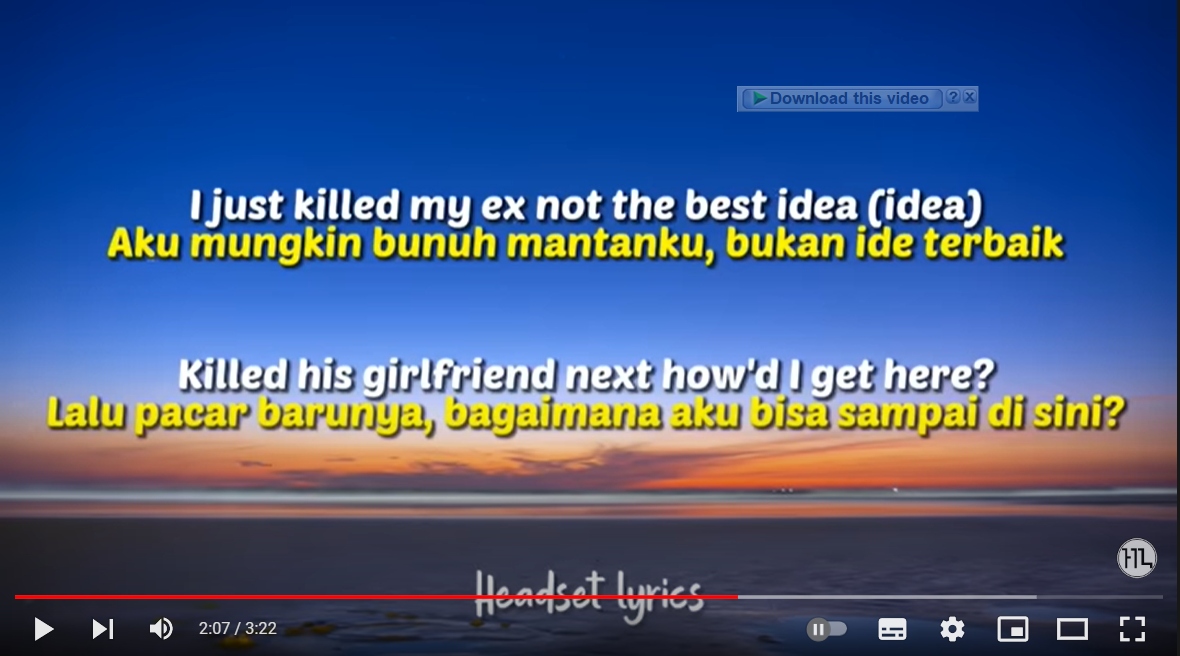 Download this video ? x
I just killed my ex not the best idea (idea)
Aku mungkin bunuh mantanku, bukan ide terbaik
Killed his girlfriend next how'd I get here?
Lalu pacar barunya, bagaimana aku bisa sampai di sini?
HL
Headset lyrics
2:07 / 3:22